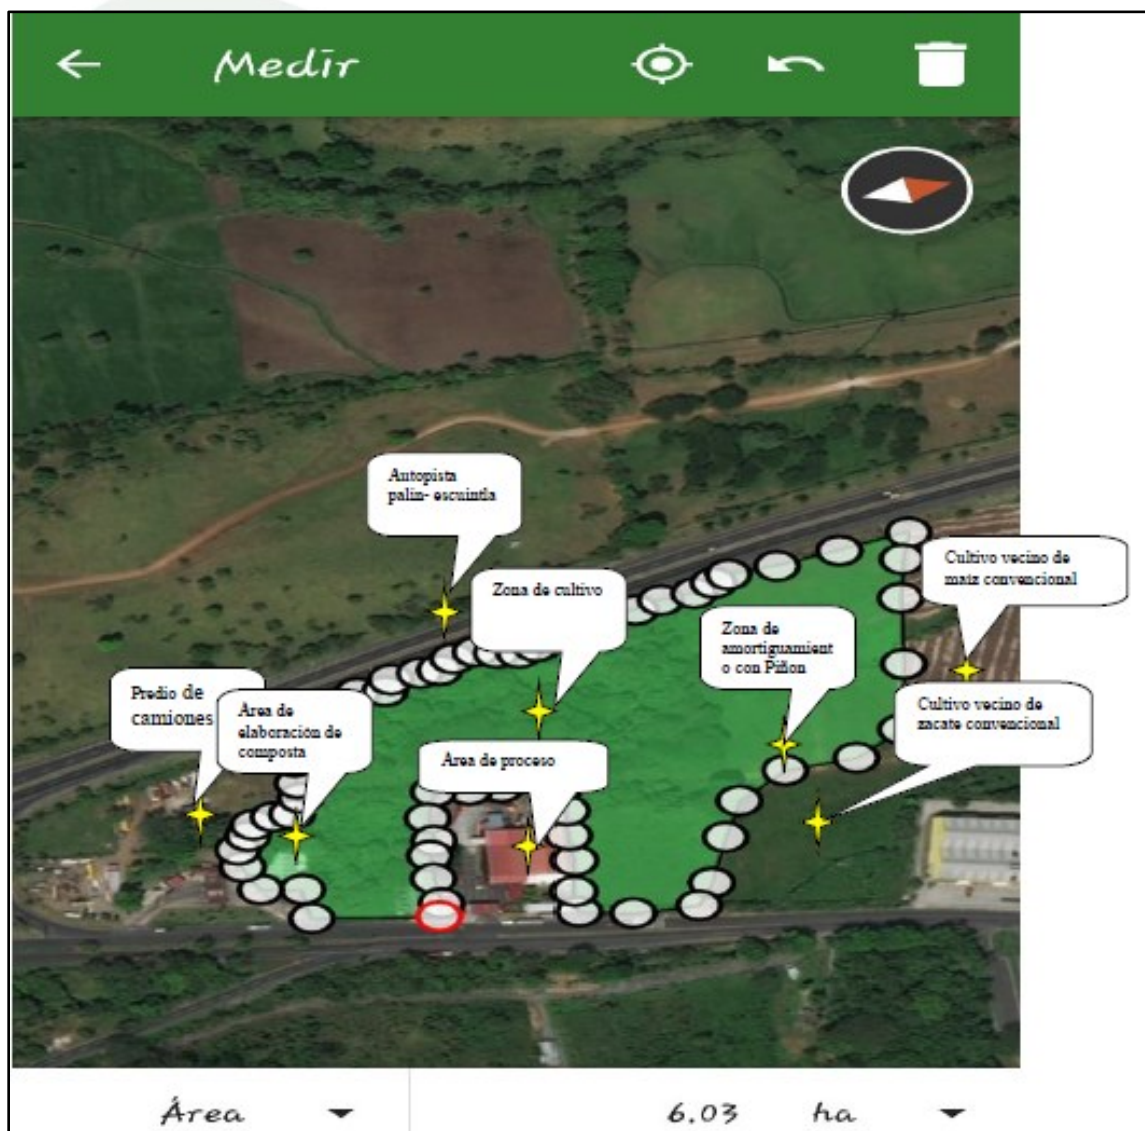 Medir
Autopista
palin- escuintla
Zona de cultivo
Cultivo vecino de
maiz convencional
Zona de
amortiguamient
o con Piñon
Predio de
camiones
Area de
elaboración de
composta
Cultivo vecino de
zacate convencional
Area de proceso
Área
6.03 ha